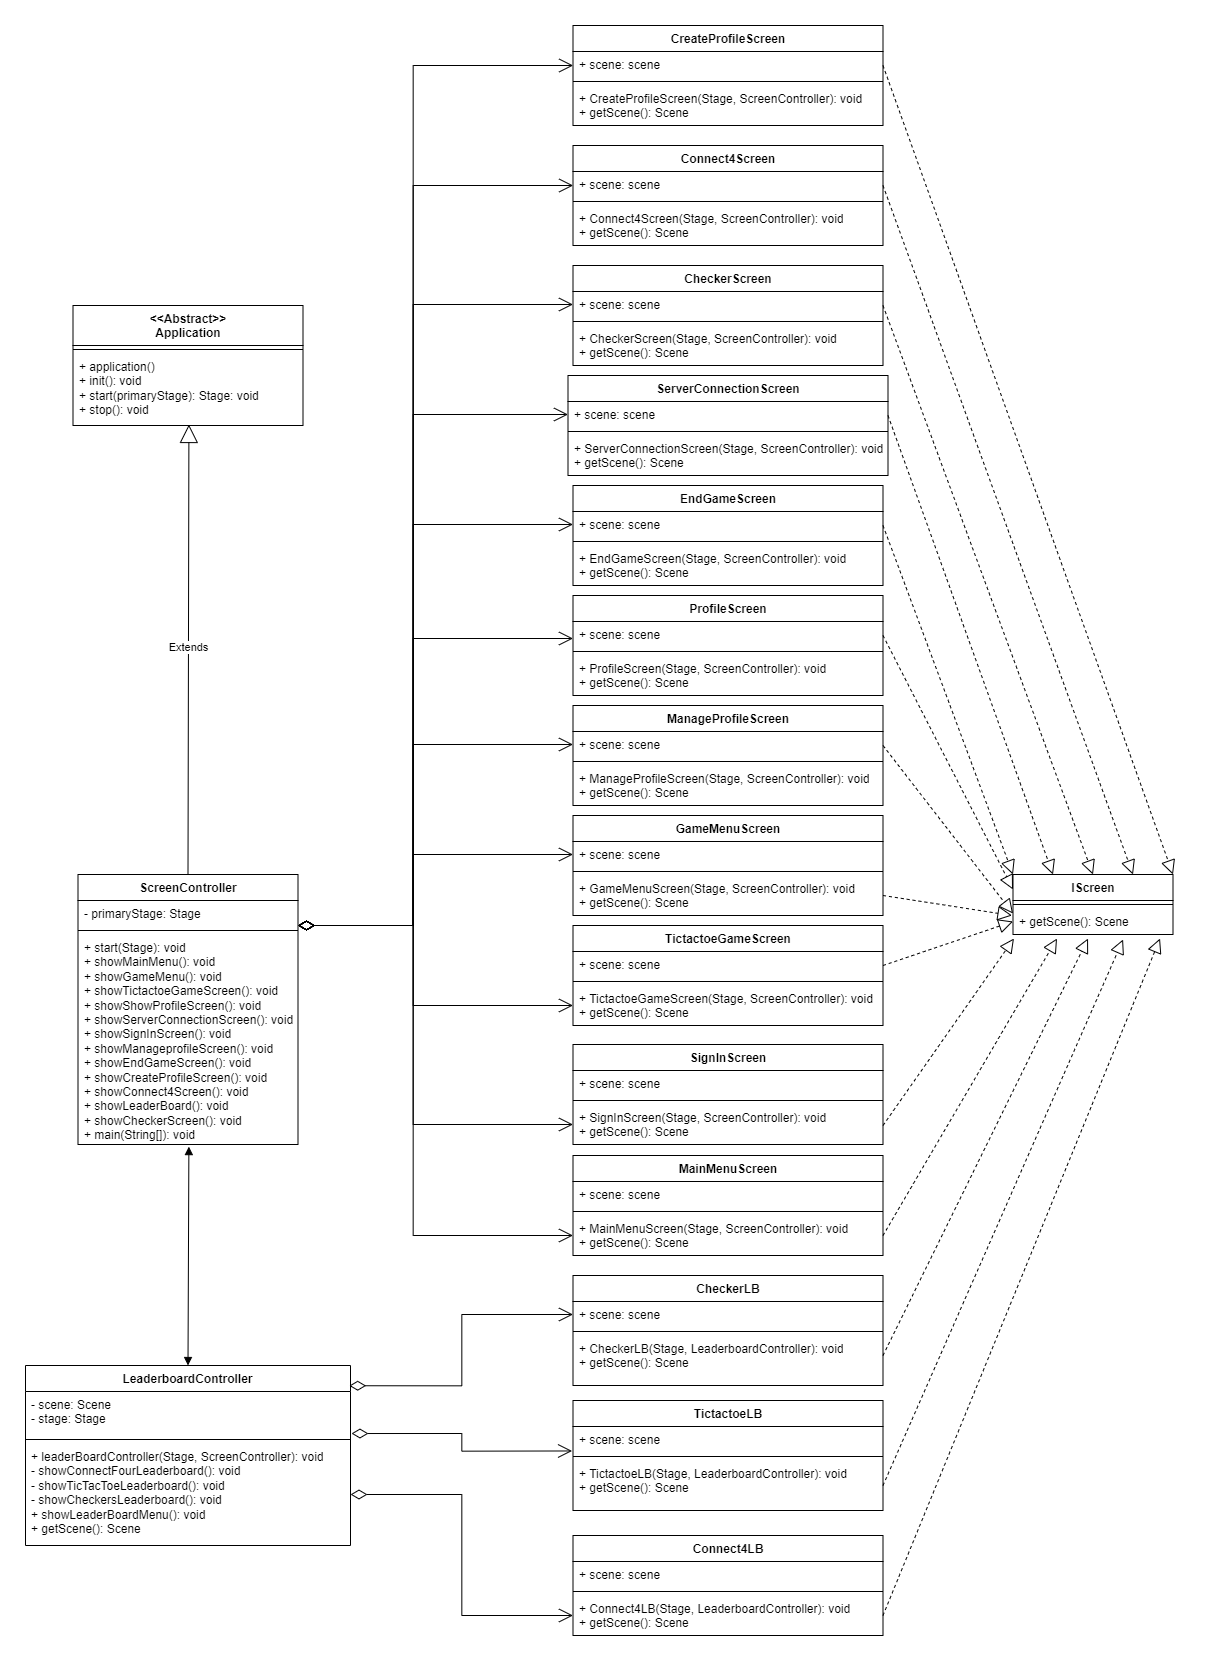 CreateProfileScreen
+ scene: scene
+ CreateProfileScreen(Stage, ScreenController): void
+ getScene(): Scene
Connect4Screen
+ scene: scene
+ Connect4Screen(Stage, ScreenController): void
+ getScene(): Scene
CheckerScreen
+ scene: scene
+ CheckerScreen(Stage, ScreenController): void
+ getScene(): Scene
<<Abstract>>
Application
+ application()
+ init(): void
+ start(primaryStage): Stage: void
+ stop(): void
ServerConnectionScreen
+ scene: scene
+ ServerConnectionScreen(Stage, ScreenController): void
+ getScene(): Scene
EndGameScreen
+ scene: scene
+ EndGameScreen(Stage, ScreenController): void
+ getScene(): Scene
ProfileScreen
+ scene: scene
+ ProfileScreen(Stage, ScreenController): void
+ getScene(): Scene
Extends
ManageProfileScreen
+ scene: scene
+ ManageProfileScreen(Stage, ScreenController): void
+ getScene(): Scene
GameMenuScreen
+ scene: scene
+ GameMenuScreen(Stage, ScreenController): void
+ getScene(): Scene
IScreen
+ getScene(): Scene
ScreenController
- primaryStage: Stage
+ start(Stage): void
+ showMainMenu(): void
+ showGameMenu(): void
+ showTictactoeGameScreen(): void
+ showShowProfileScreen(): void
+ showServerConnectionScreen(): void
+ showSignInScreen(): void
+ showManageprofileScreen(): void
+ showEndGameScreen(): void
+ showCreateProfileScreen(): void
+ showConnect4Screen(): void
+ showLeaderBoard(): void
+ showCheckerScreen(): void
+ main(String[]): void
TictactoeGameScreen
+ scene: scene
+ TictactoeGameScreen(Stage, ScreenController): void
+ getScene(): Scene
SignInScreen
+ scene: scene
+ SignInScreen(Stage, ScreenController): void
+ getScene(): Scene
MainMenuScreen
+ scene: scene
+ MainMenuScreen(Stage, ScreenController): void
+ getScene(): Scene
CheckerLB
+ scene: scene
+ CheckerLB(Stage, LeaderboardController): void
+ getScene(): Scene
LeaderboardController
- scene: Scene
- stage: Stage
+ leaderBoardController(Stage, ScreenController): void
- showConnectFourLeaderboard(): void
- showTicTacToeLeaderboard(): void
- showCheckersLeaderboard(): void
+ showLeaderBoardMenu(): void
+ getScene(): Scene
TictactoeLB
+ scene: scene
+ TictactoeLB(Stage, LeaderboardController): void
+ getScene(): Scene
Connect4LB
+ scene: scene
+ Connect4LB(Stage, LeaderboardController): void
+ getScene(): Scene